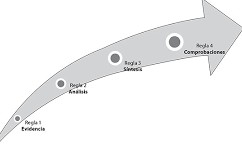 Regla 1
Evidencia
Regla 2
Análisis
Regla 3
Síntesis
Regla 4
Comprobaciones